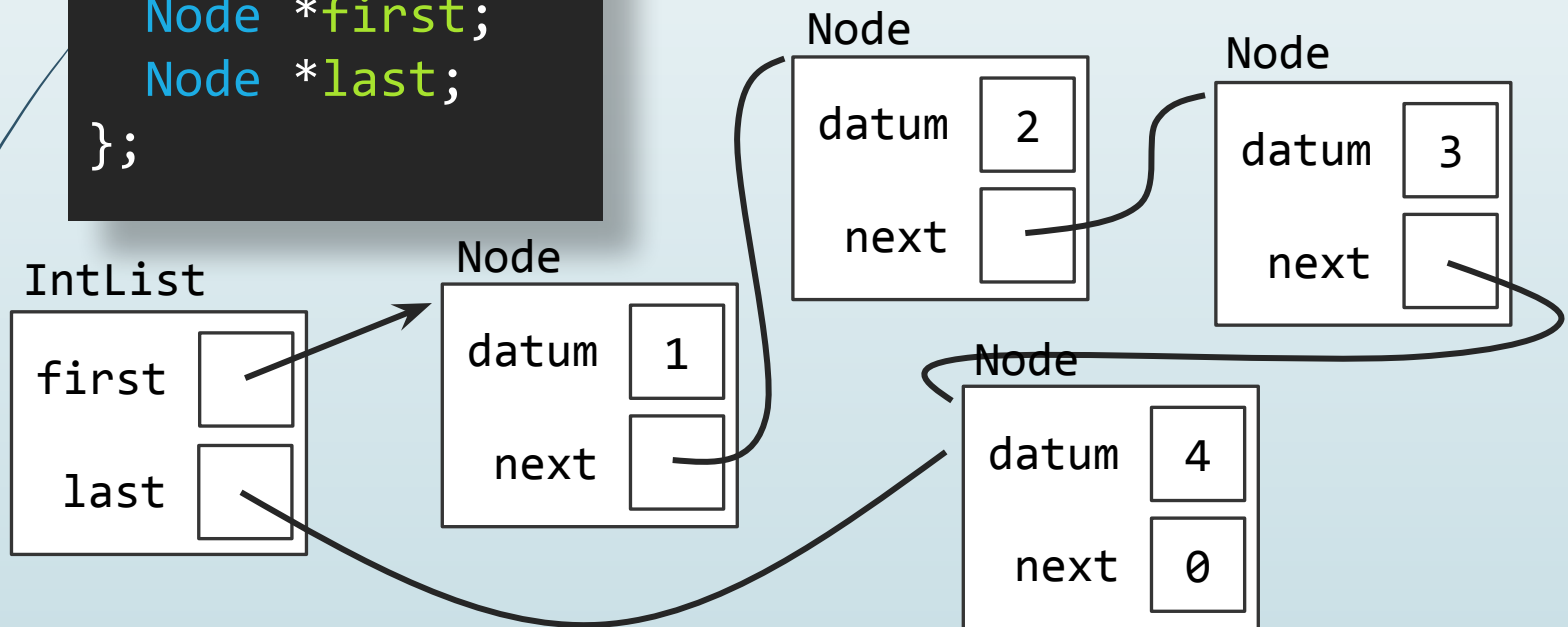 Node *first;
Node *last;
};
IntList
first
last
Node
datum 1
next
Node
datum 2
next
Node
datum 3
next
Node
datum 4
next 0